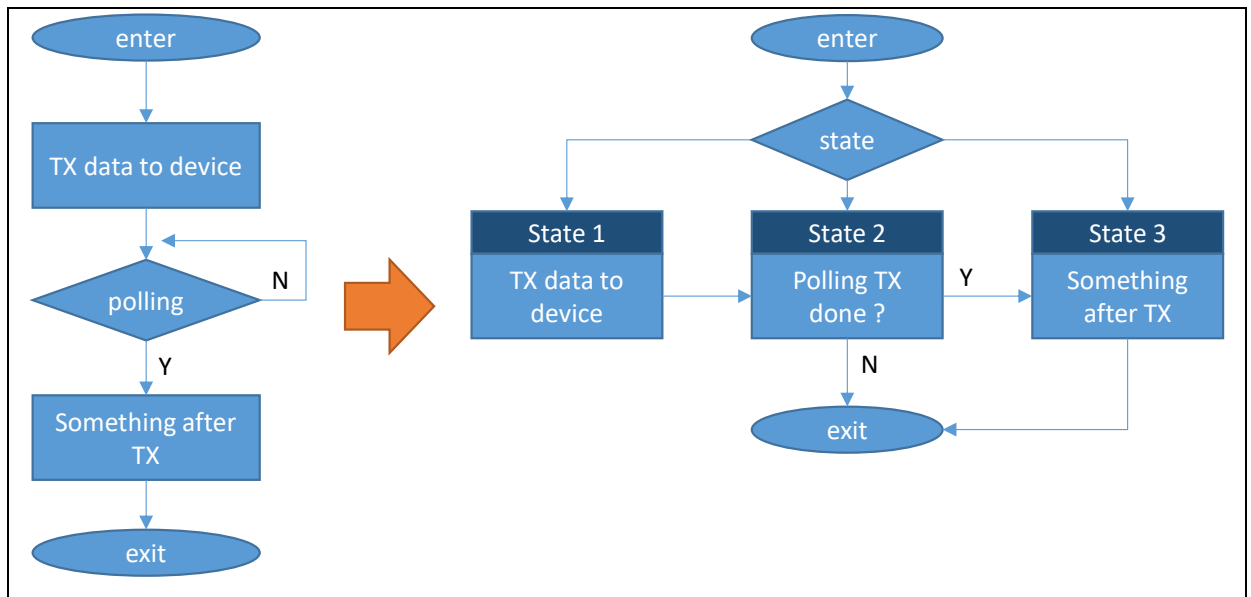 enter
TX data to device
polling
N
Y
Something after
TX
exit
enter
state
State 1
TX data to
device
State 2
Polling TX
done ?
Y
N
State 3
Something
after TX
exit